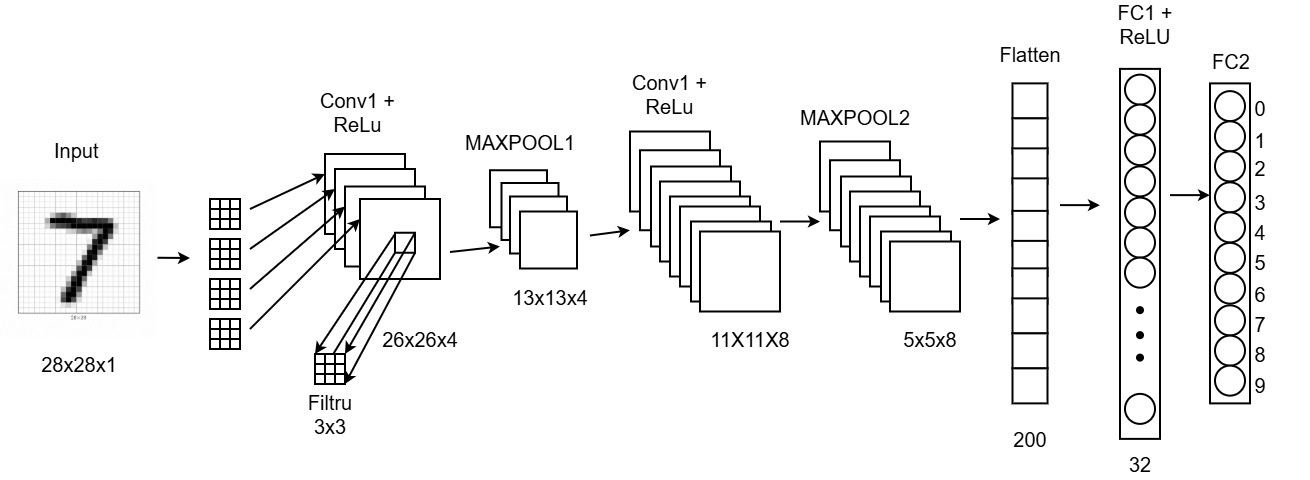 Input
28x28
28x28x1
Conv1 +
ReLu
26x26x4
Filtru
3x3
MAXPOOL1
13x13x4
Conv1 +
ReLu
11X11X8
MAXPOOL2
5x5x8
Flatten
200
FC1 +
ReLU
32
FC2
0
1
2
3
4
5
6
7
8
9